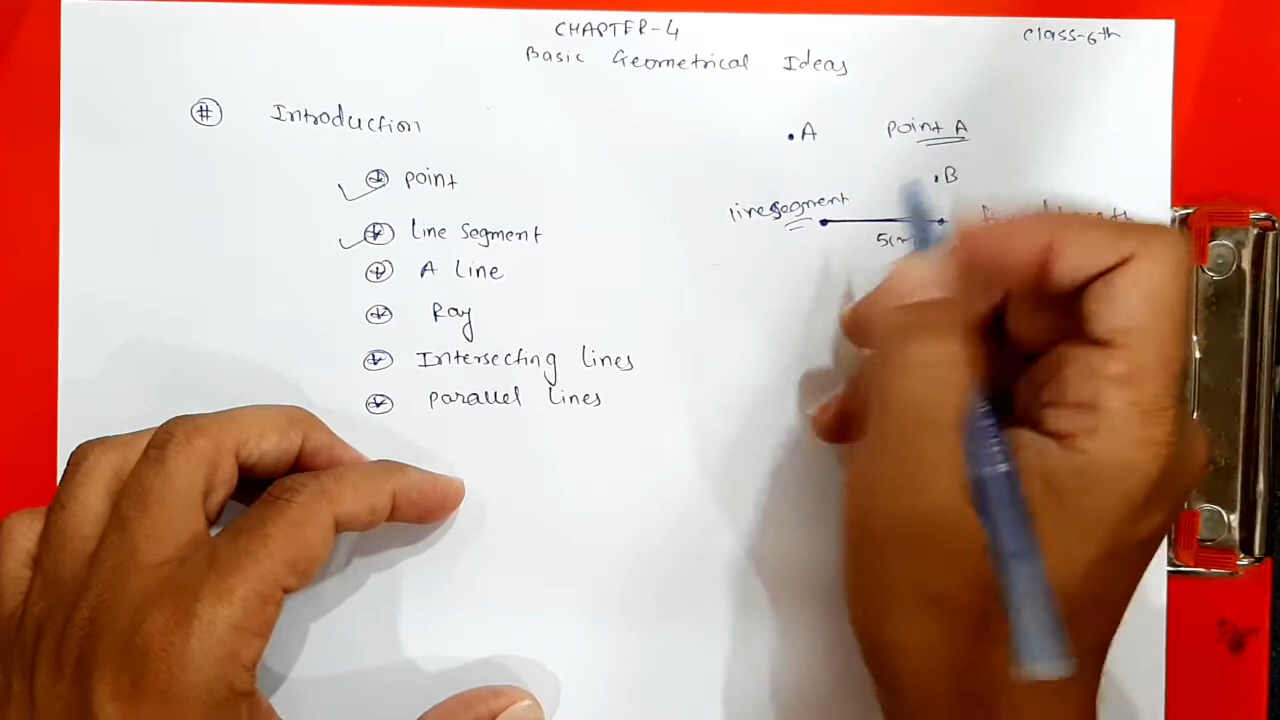 CHAPTER-4
Class-6th
Basic Geometrical Ideas
# Introduction
point
Line Segment
A Line
Ray
Intersecting lines
parallel lines
.A point A
.B
line segment